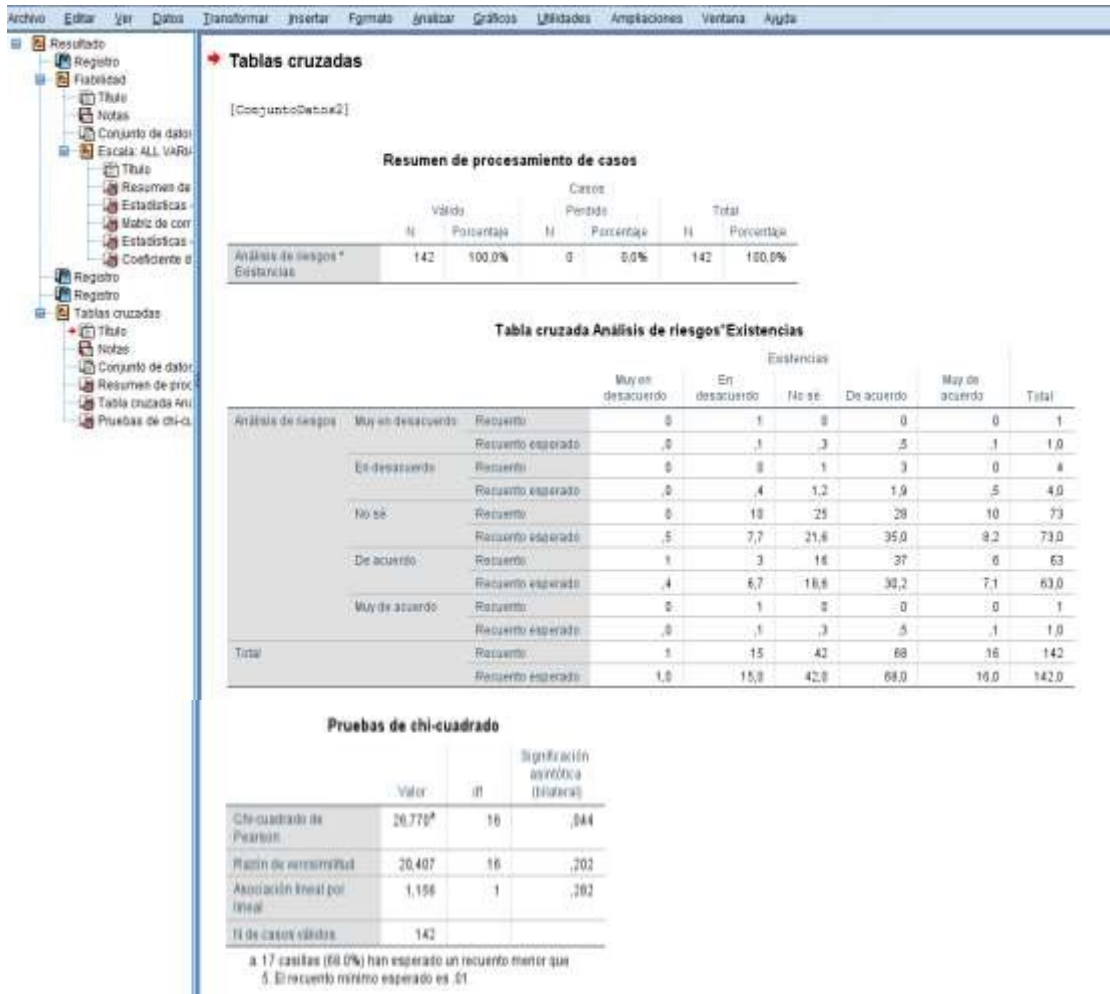 Archivo Editar Ver Datos Transformar Insertar Formato Analizar Gráficos Utilidades Ampliaciones Ventana Ayuda
Resultado
Registro
Fiabilidad
Título
Notas
Conjunto de datos
Escala: ALL VARIA
Título
Resumen de
Estadísticas
Matriz de corr
Estadísticas
Coeficiente d
Registro
Registro
Tablas cruzadas
Título
Notas
Conjunto de dator
Resumen de proc
Tabla cruzada Aná
Pruebas de chi-cu
Tablas cruzadas
[ConjuntoDatos2]
Resumen de procesamiento de casos
Casos
Válido Perdido Total
N Porcentaje N Porcentaje N Porcentaje
Análisis de riesgos * 142 100,0% 0 0,0% 142 100,0%
Existencias
Tabla cruzada Análisis de riesgos*Existencias
Existencias
Muy en desacuerdo En desacuerdo No sé De acuerdo Muy de acuerdo Total
Análisis de riesgos Muy en desacuerdo Recuento 0 1 0 0 0 1
Recuento esperado ,0 ,1 ,3 ,5 ,1 1,0
En desacuerdo Recuento 0 0 1 3 0 4
Recuento esperado ,0 ,4 1,2 1,9 ,5 4,0
No sé Recuento 0 10 25 28 10 73
Recuento esperado ,5 7,7 21,6 35,0 8,2 73,0
De acuerdo Recuento 1 3 16 37 6 63
Recuento esperado ,4 6,7 18,6 30,2 7,1 63,0
Muy de acuerdo Recuento 0 1 0 0 0 1
Recuento esperado ,0 ,1 ,3 ,5 ,1 1,0
Total Recuento 1 15 42 68 16 142
Recuento esperado 1,0 15,0 42,0 68,0 16,0 142,0
Pruebas de chi-cuadrado
Valor df Significación asintótica (bilateral)
Chi-cuadrado de 26,770a 16 ,044
Pearson
Razón de verosimilitud 20,407 16 ,202
Asociación lineal por 1,156 1 ,282
lineal
N de casos válidos 142
a. 17 casillas (68,0%) han esperado un recuento menor que
5. El recuento mínimo esperado es ,01.